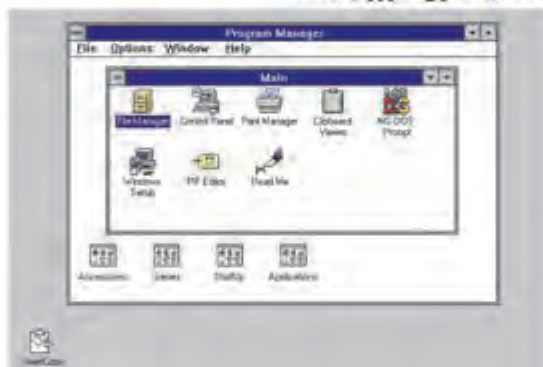 Program Manager
File Options Window Help
Main
File Manager Control Panel Print Manager Clipboard Viewer MS-DOS Prompt
Windows Setup PIF Editor Read Me
Accessories Games StartUp Applications